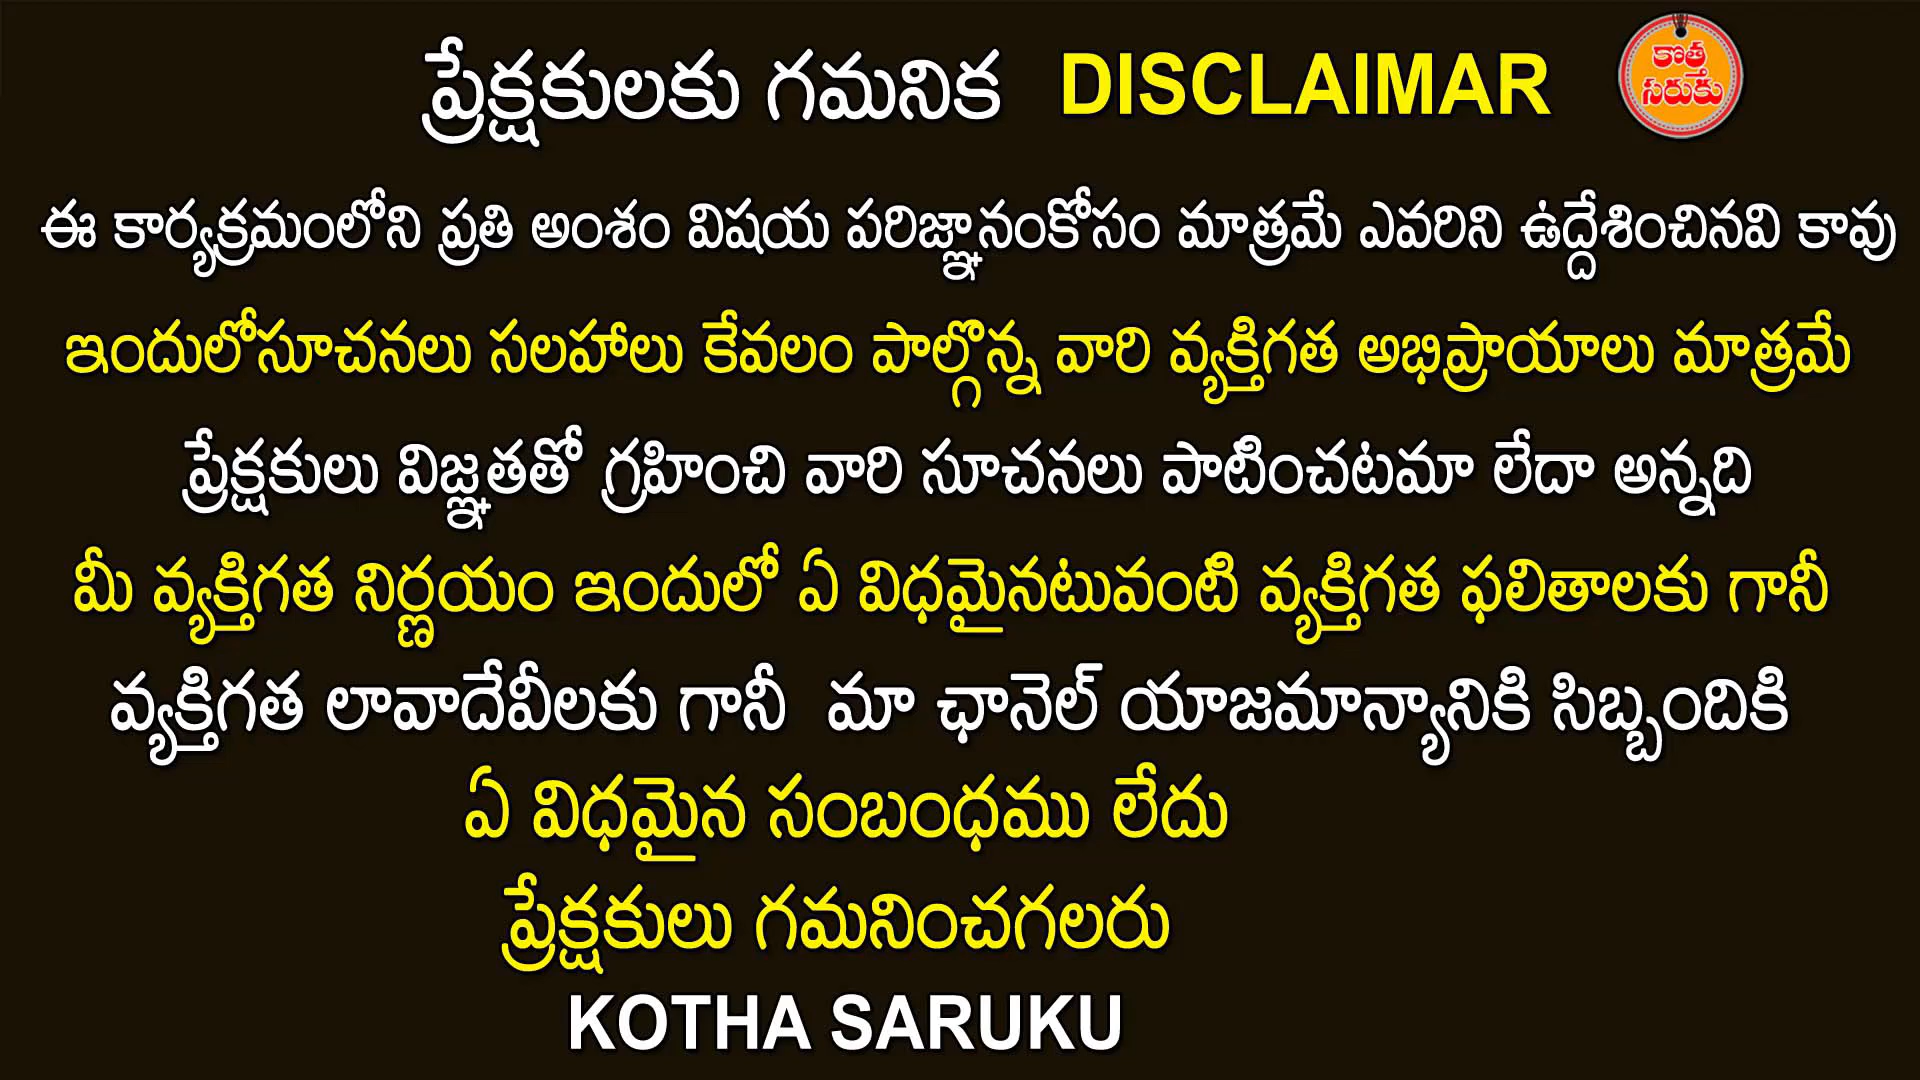 ప్రేక్షకులకు గమనిక DISCLAIMAR
కొత్త
సరుకు
ఈ కార్యక్రమంలోని ప్రతి అంశం విషయ పరిజ్ఞానంకోసం మాత్రమే ఎవరిని ఉద్దేశించినవి కావు
ఇందులోసూచనలు సలహాలు కేవలం పాల్గొన్న వారి వ్యక్తిగత అభిప్రాయాలు మాత్రమే
ప్రేక్షకులు విజ్ఞతతో గ్రహించి వారి సూచనలు పాటించటమా లేదా అన్నది
మీ వ్యక్తిగత నిర్ణయం ఇందులో ఏ విధమైనటువంటి వ్యక్తిగత ఫలితాలకు గానీ
వ్యక్తిగత లావాదేవీలకు గానీ మా ఛానెల్ యాజమాన్యానికి సిబ్బందికి
ఏ విధమైన సంబంధము లేదు
ప్రేక్షకులు గమనించగలరు
KOTHA SARUKU